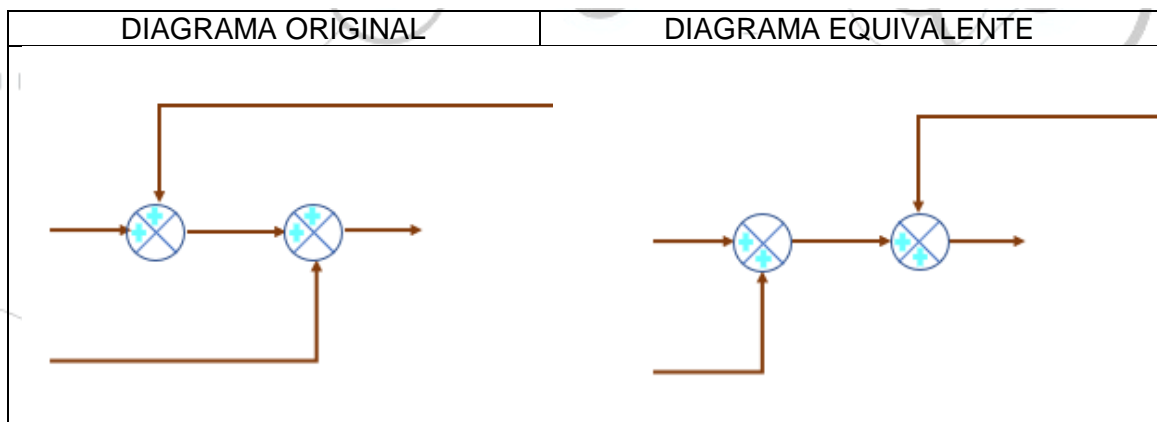 DIAGRAMA ORIGINAL
DIAGRAMA EQUIVALENTE
+ +
+
+ +
+ +